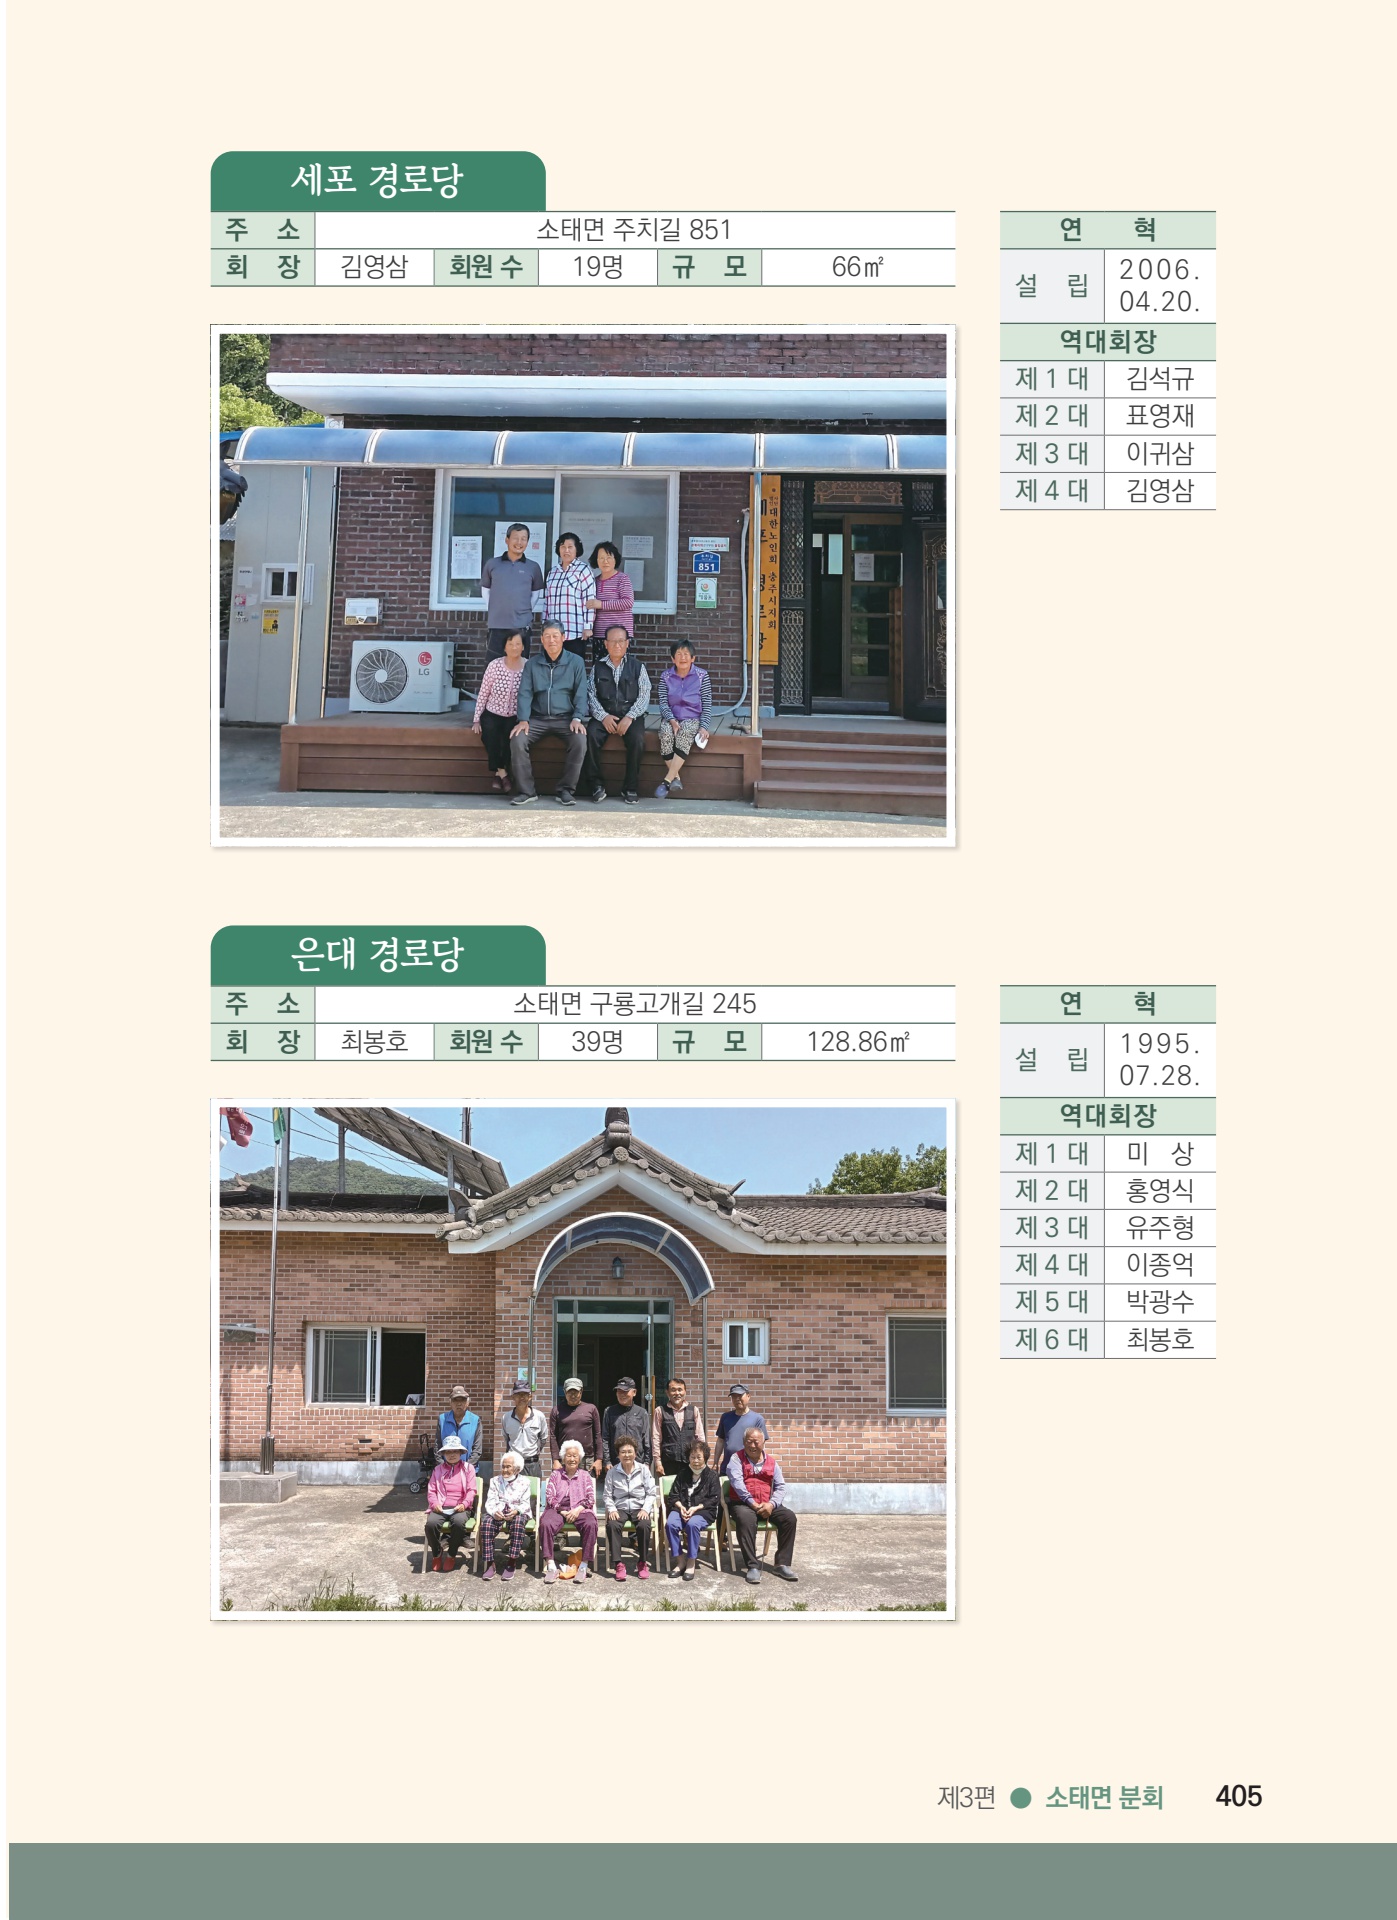 세포 경로당
주 소 소태면 주치길 851
회 장 김영삼 회원 수 19명 규 모 66㎡
연 혁
설 립 2006.
04.20.
역대회장
제 1 대 김석규
제 2 대 표영재
제 3 대 이귀삼
제 4 대 김영삼
대한노인회 충주시지회
세포 경로당
851
LG
은대 경로당
주 소 소태면 구룡고개길 245
회 장 최봉호 회원 수 39명 규 모 128.86㎡
연 혁
설 립 1995.
07.28.
역대회장
제 1 대 미 상
제 2 대 홍영식
제 3 대 유주형
제 4 대 이종억
제 5 대 박광수
제 6 대 최봉호
제3편 ● 소태면 분회 405